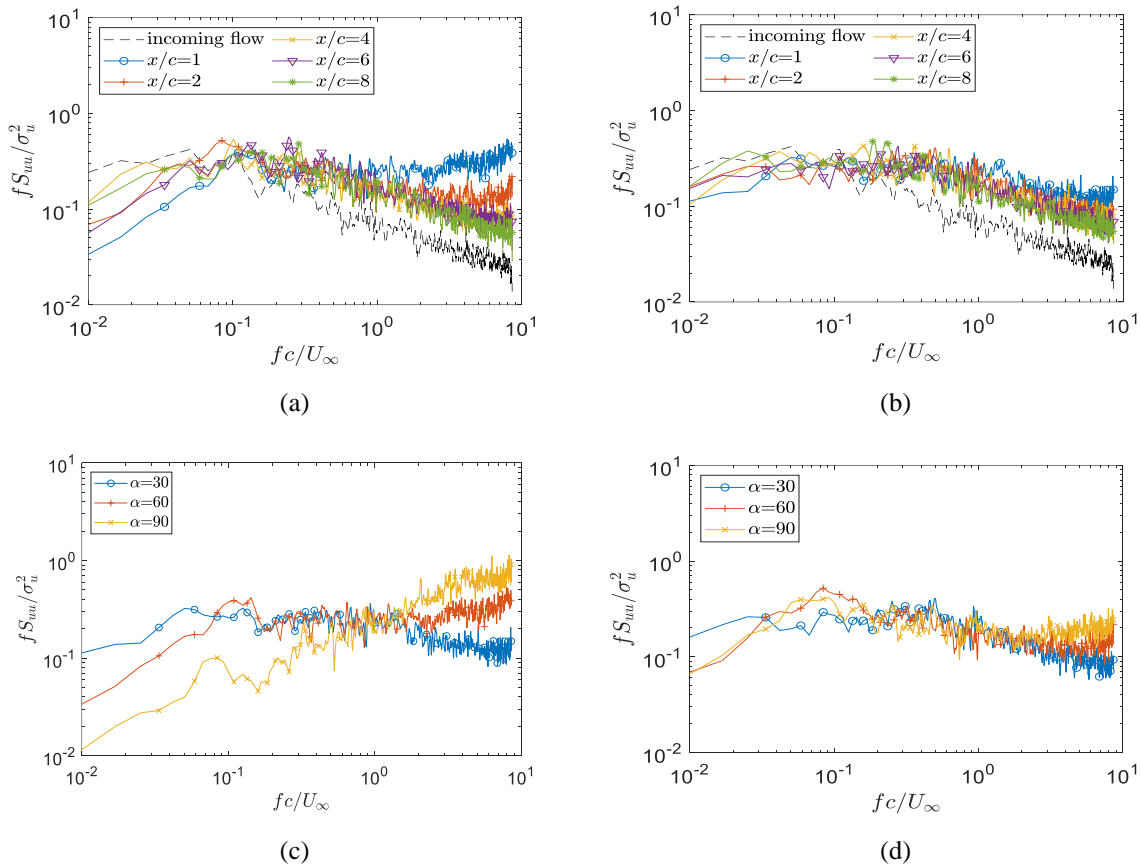 incoming flow
x/c=1
x/c=2
x/c=4
x/c=6
x/c=8
10^1
10^0
10^-1
10^-2
fS_uu/σ_u^2
10^-2 10^-1 10^0 10^1
fc/U_∞
(a)
incoming flow
x/c=1
x/c=2
x/c=4
x/c=6
x/c=8
10^1
10^0
10^-1
10^-2
fS_uu/σ_u^2
10^-2 10^-1 10^0 10^1
fc/U_∞
(b)
α=30
α=60
α=90
10^1
10^0
10^-1
10^-2
fS_uu/σ_u^2
10^-2 10^-1 10^0 10^1
fc/U_∞
(c)
α=30
α=60
α=90
10^1
10^0
10^-1
10^-2
fS_uu/σ_u^2
10^-2 10^-1 10^0 10^1
fc/U_∞
(d)